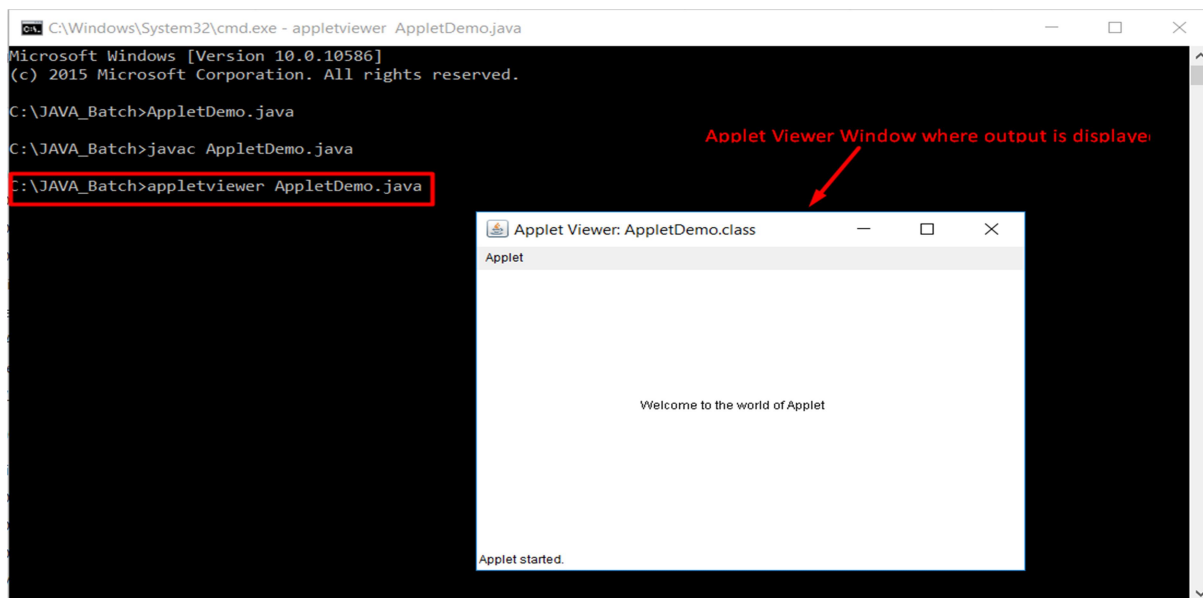 C:\Windows\System32\cmd.exe - appletviewer AppletDemo.java
Microsoft Windows [Version 10.0.10586]
(c) 2015 Microsoft Corporation. All rights reserved.
C:\JAVA_Batch>AppletDemo.java
Applet Viewer Window where output is displaye
C:\JAVA_Batch>javac AppletDemo.java
C:\JAVA_Batch>appletviewer AppletDemo.java
Applet Viewer: AppletDemo.class
Applet
Welcome to the world of Applet
Applet started.